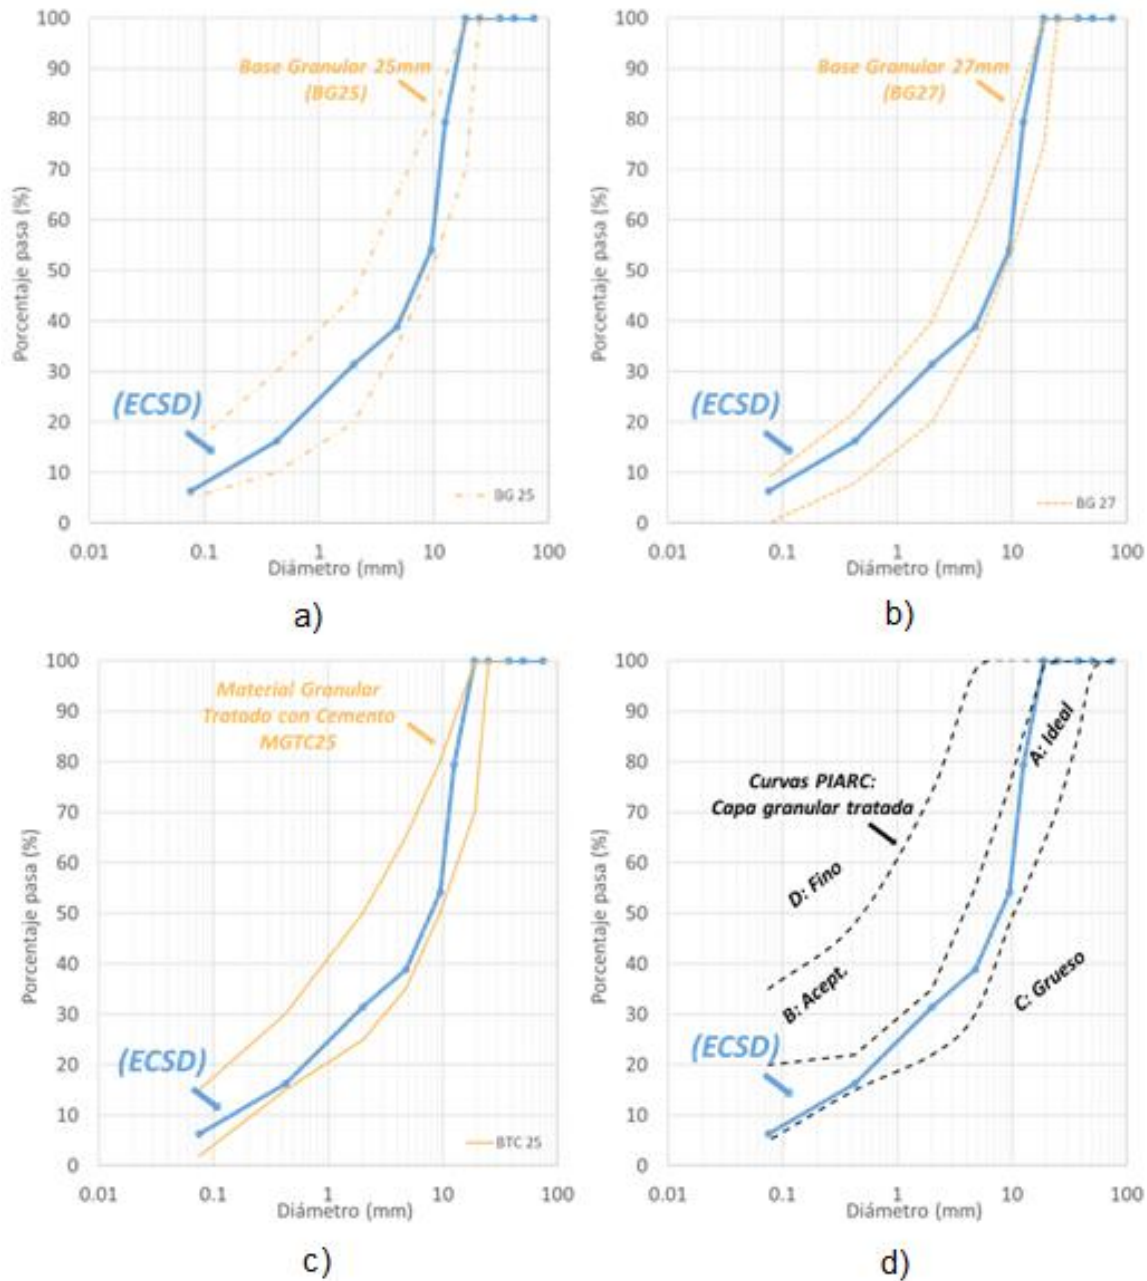 100
90
80
70
60
50
40
30
20
10
0
Porcentaje pasa (%)
Base Granular 25mm
(BG25)
(ECSD)
BG 25
0.01 0.1 1 10 100
Diámetro (mm)
a)
100
90
80
70
60
50
40
30
20
10
0
Porcentaje pasa (%)
Base Granular 27mm
(BG27)
(ECSD)
BG 27
0.01 0.1 1 10 100
Diámetro (mm)
b)
100
90
80
70
60
50
40
30
20
10
0
Porcentaje pasa (%)
Material Granular
Tratado con Cemento
MGTC25
(ECSD)
BTC 25
0.01 0.1 1 10 100
Diámetro (mm)
c)
100
90
80
70
60
50
40
30
20
10
0
Porcentaje pasa (%)
A: Ideal
Curvas PIARC:
Capa granular tratada
D: Fino
B: Acept.
C: Grueso
(ECSD)
0.01 0.1 1 10 100
Diámetro (mm)
d)